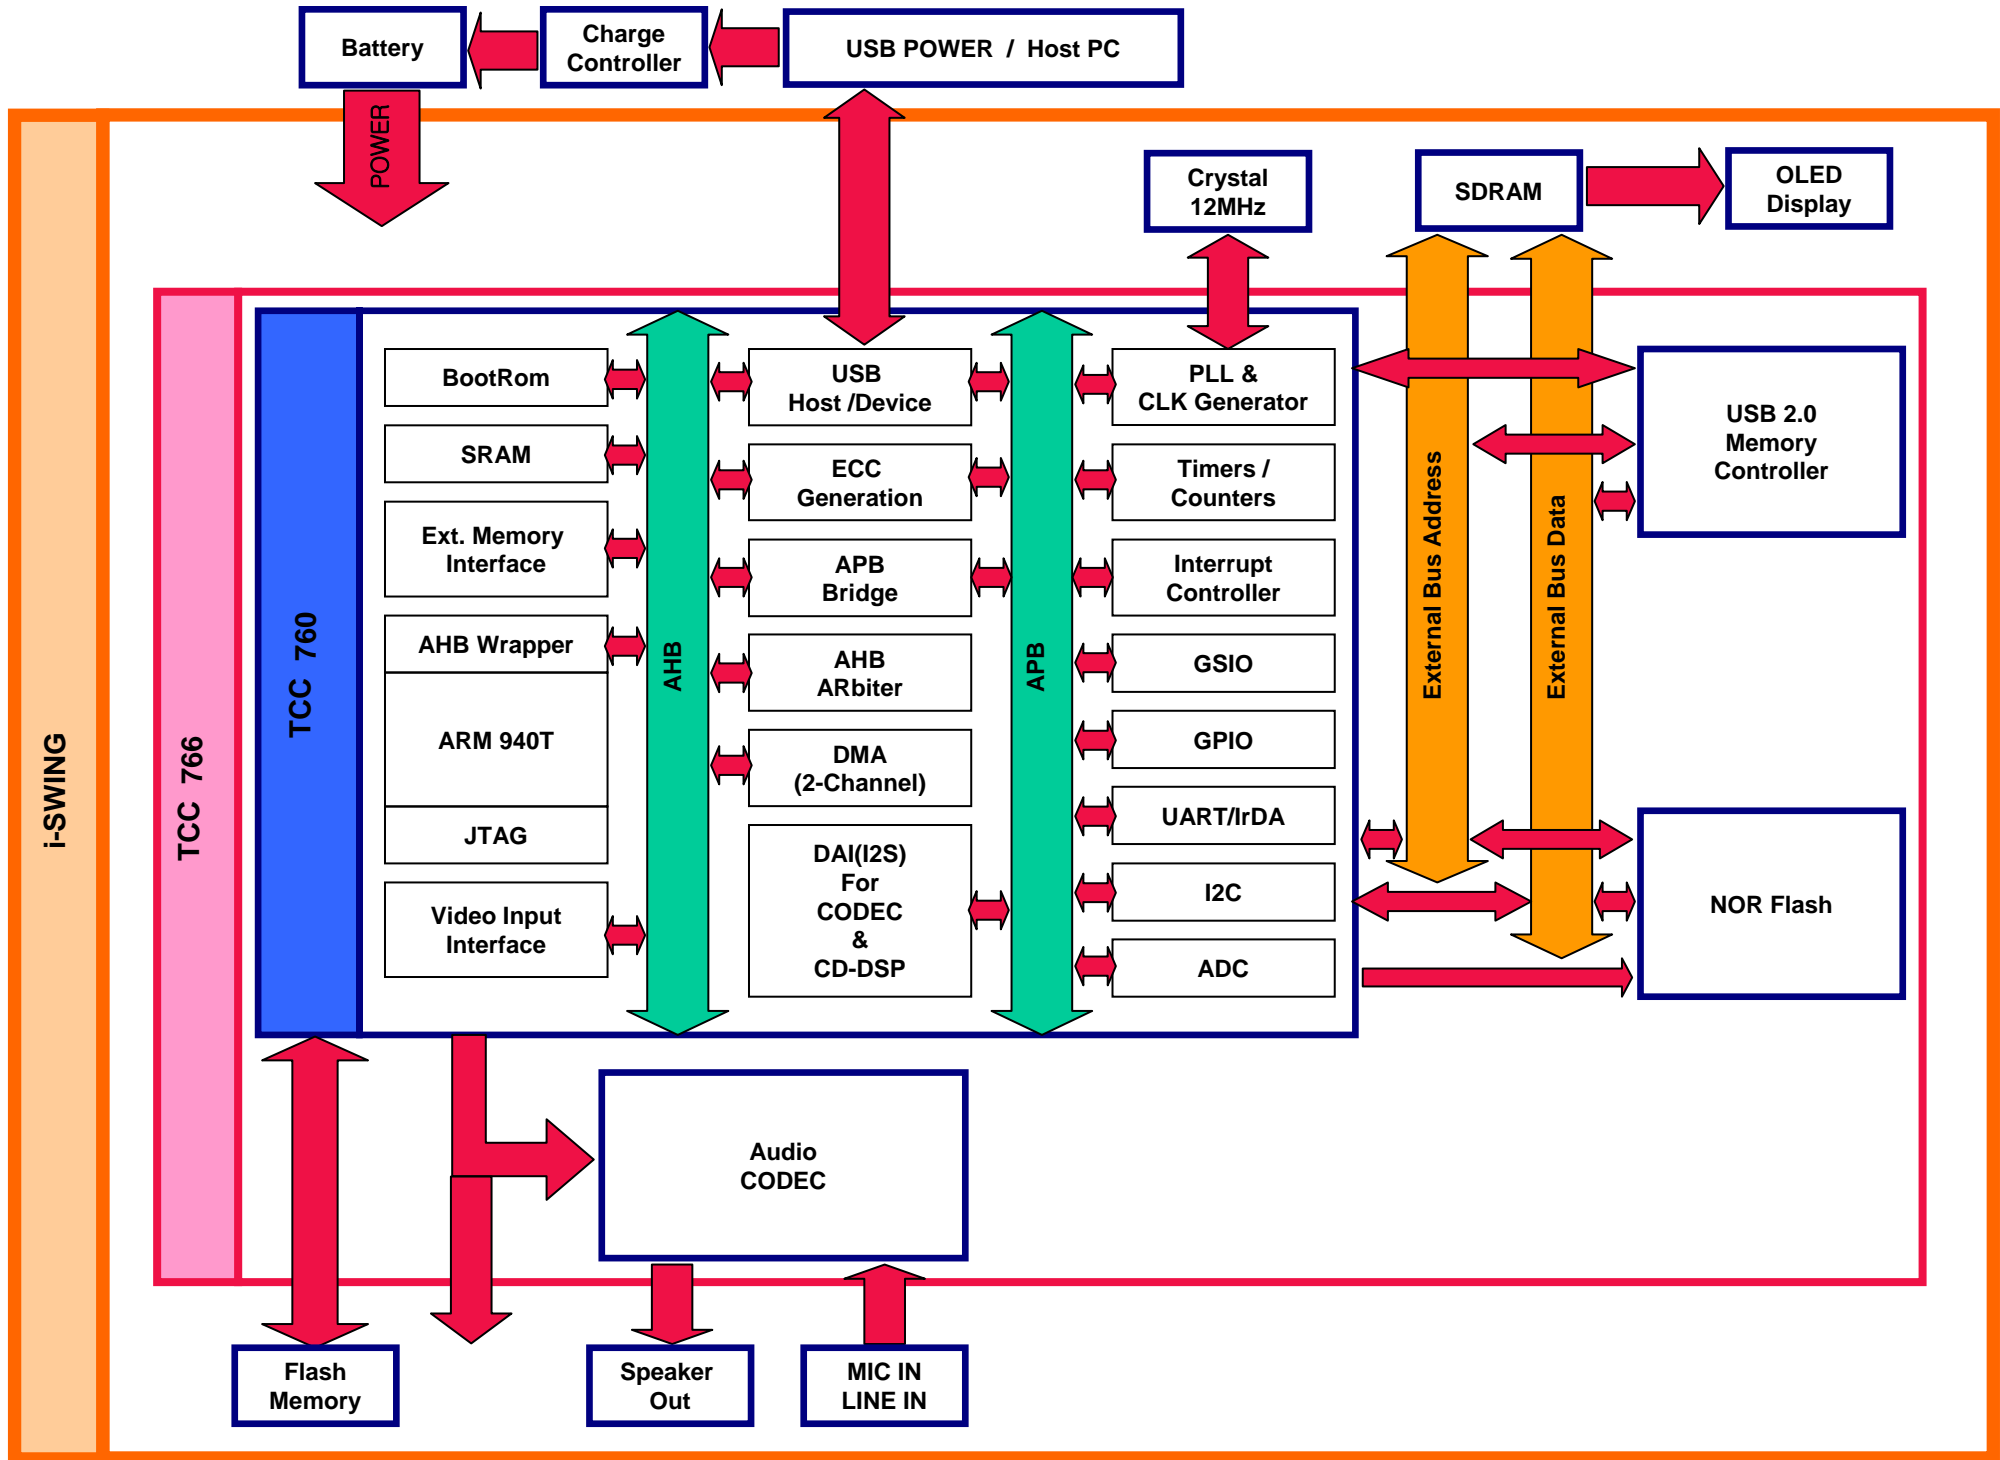 Battery
Charge
Controller
USB POWER / Host PC
POWER
Crystal
12MHz
SDRAM
OLED
Display
i-SWING
TCC 766
TCC 760
BootRom
SRAM
Ext. Memory
Interface
AHB Wrapper
ARM 940T
JTAG
Video Input
Interface
AHB
USB
Host /Device
ECC
Generation
APB
Bridge
AHB
ARbiter
DMA
(2-Channel)
DAI(I2S)
For
CODEC
&
CD-DSP
APB
PLL &
CLK Generator
Timers /
Counters
Interrupt
Controller
GSIO
GPIO
UART/IrDA
I2C
ADC
External Bus Address
External Bus Data
USB 2.0
Memory
Controller
NOR Flash
Audio
CODEC
Flash
Memory
Speaker
Out
MIC IN
LINE IN